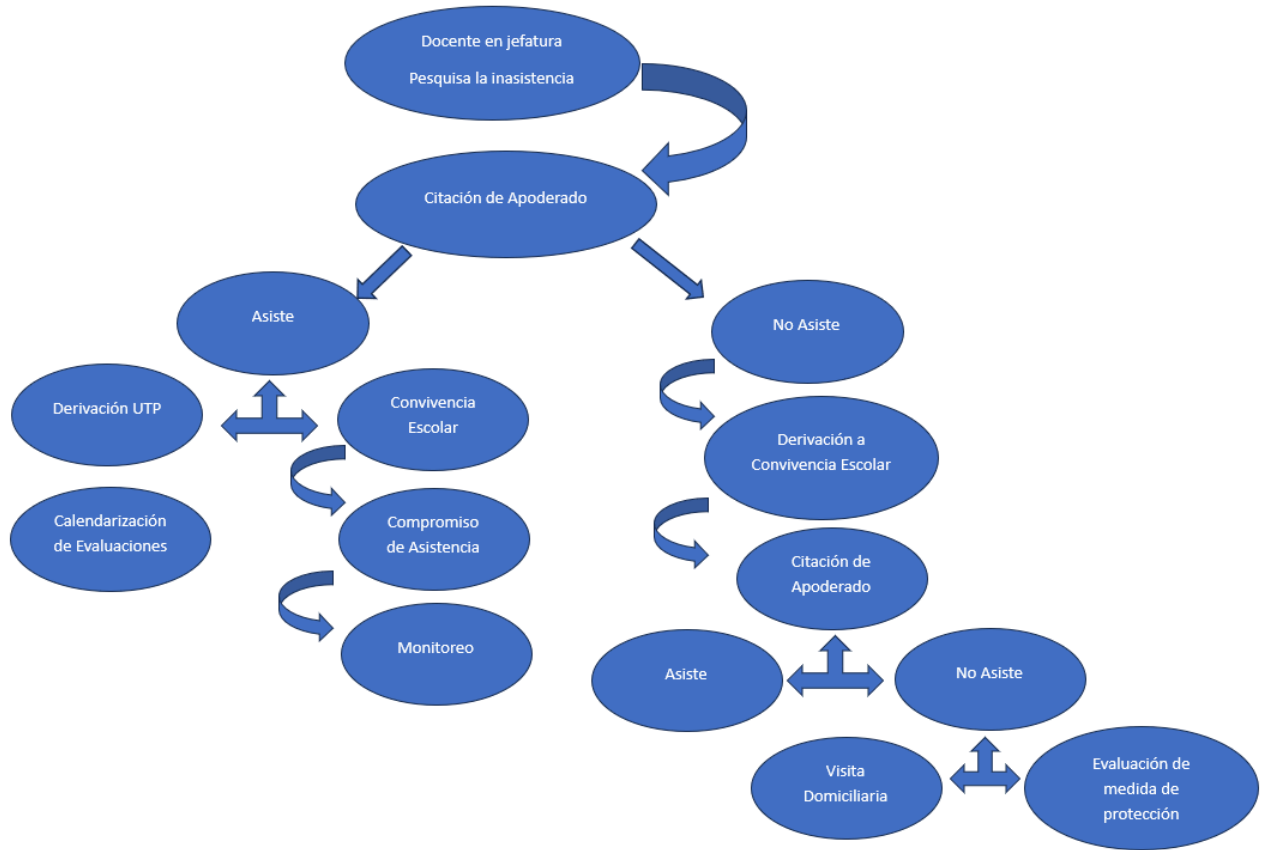 Docente en jefatura
Pesquisa la inasistencia
Citación de Apoderado
Asiste
No Asiste
Derivación UTP
Convivencia
Escolar
Derivación a
Convivencia Escolar
Calendarización
de Evaluaciones
Compromiso
de Asistencia
Citación de
Apoderado
Monitoreo
Asiste
No Asiste
Visita
Domiciliaria
Evaluación de
medida de
protección